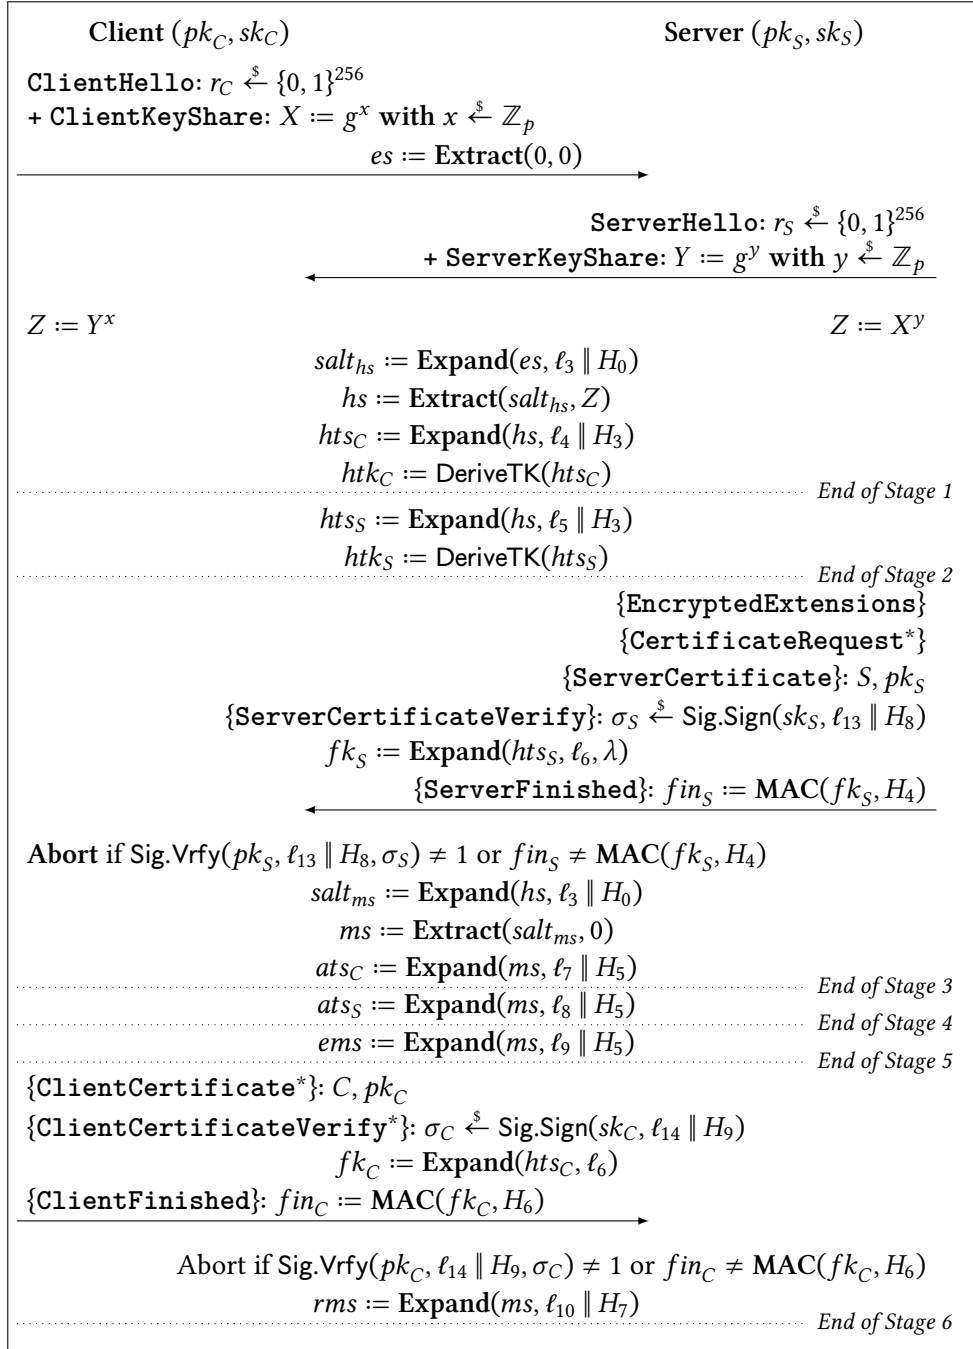 Client (pk_C, sk_C) Server (pk_S, sk_S)
ClientHello: r_C ←$ {0, 1}^256
+ ClientKeyShare: X := g^x with x ←$ ℤ_p
es := Extract(0, 0)
ServerHello: r_S ←$ {0, 1}^256
+ ServerKeyShare: Y := g^y with y ←$ ℤ_p
Z := Y^x Z := X^y
salt_hs := Expand(es, ℓ_3 ∥ H_0)
hs := Extract(salt_hs, Z)
hts_C := Expand(hs, ℓ_4 ∥ H_3)
htk_C := DeriveTK(hts_C)
End of Stage 1
hts_S := Expand(hs, ℓ_5 ∥ H_3)
htk_S := DeriveTK(hts_S)
End of Stage 2
{EncryptedExtensions}
{CertificateRequest*}
{ServerCertificate}: S, pk_S
{ServerCertificateVerify}: σ_S ←$ Sig.Sign(sk_S, ℓ_13 ∥ H_8)
fk_S := Expand(hts_S, ℓ_6, λ)
{ServerFinished}: fin_S := MAC(fk_S, H_4)
Abort if Sig.Vrfy(pk_S, ℓ_13 ∥ H_8, σ_S) ≠ 1 or fin_S ≠ MAC(fk_S, H_4)
salt_ms := Expand(hs, ℓ_3 ∥ H_0)
ms := Extract(salt_ms, 0)
ats_C := Expand(ms, ℓ_7 ∥ H_5)
End of Stage 3
ats_S := Expand(ms, ℓ_8 ∥ H_5)
End of Stage 4
ems := Expand(ms, ℓ_9 ∥ H_5)
End of Stage 5
{ClientCertificate*}: C, pk_C
{ClientCertificateVerify*}: σ_C ←$ Sig.Sign(sk_C, ℓ_14 ∥ H_9)
fk_C := Expand(hts_C, ℓ_6)
{ClientFinished}: fin_C := MAC(fk_C, H_6)
Abort if Sig.Vrfy(pk_C, ℓ_14 ∥ H_9, σ_C) ≠ 1 or fin_C ≠ MAC(fk_C, H_6)
rms := Expand(ms, ℓ_10 ∥ H_7)
End of Stage 6